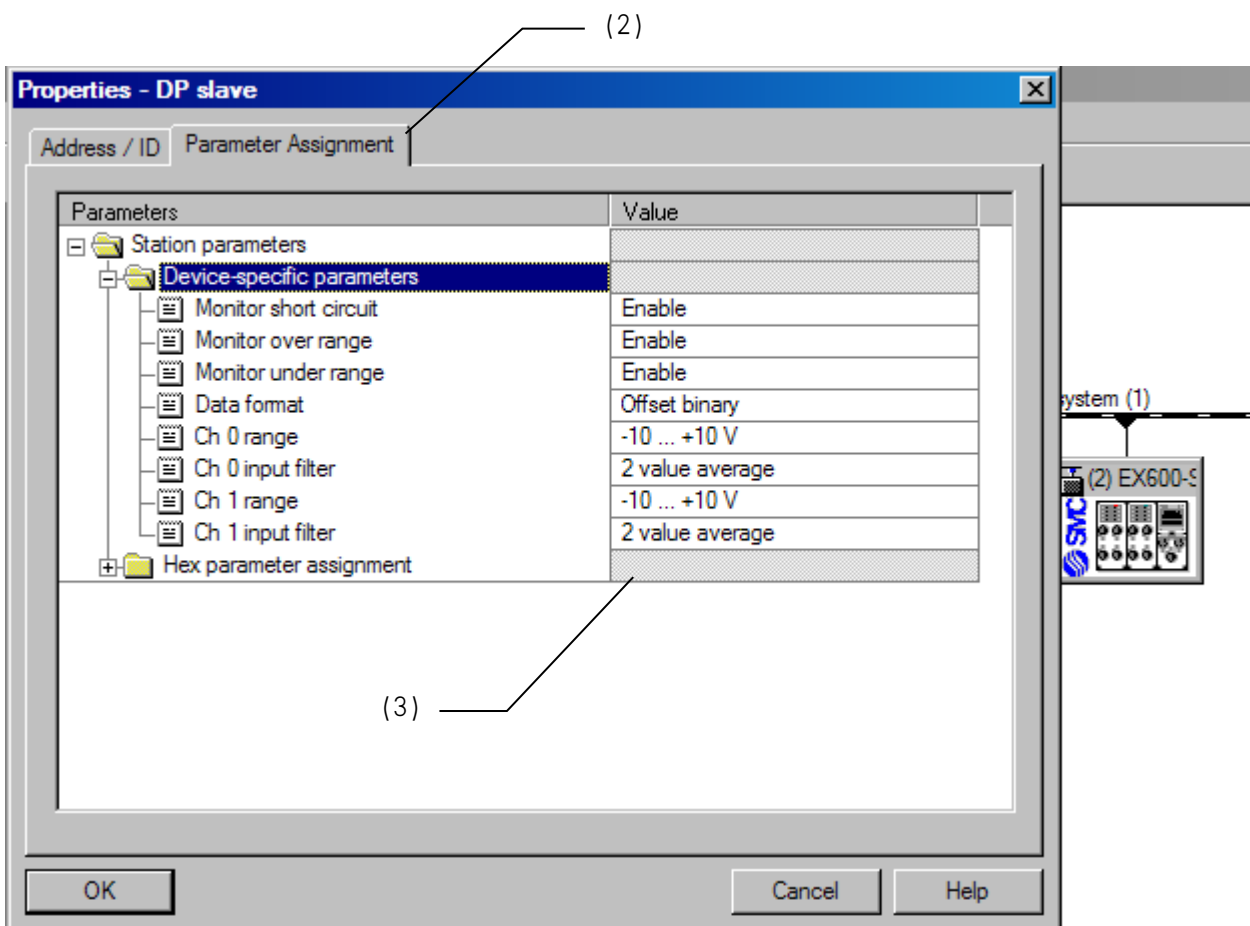 (2)
Properties - DP slave
Address / ID Parameter Assignment
Parameters Value
Station parameters
Device-specific parameters
Monitor short circuit Enable
Monitor over range Enable
Monitor under range Enable
Data format Offset binary
Ch 0 range -10 ... +10 V
Ch 0 input filter 2 value average
Ch 1 range -10 ... +10 V
Ch 1 input filter 2 value average
Hex parameter assignment
ystem (1)
(2) EX600-S
SMC
(3)
OK Cancel Help